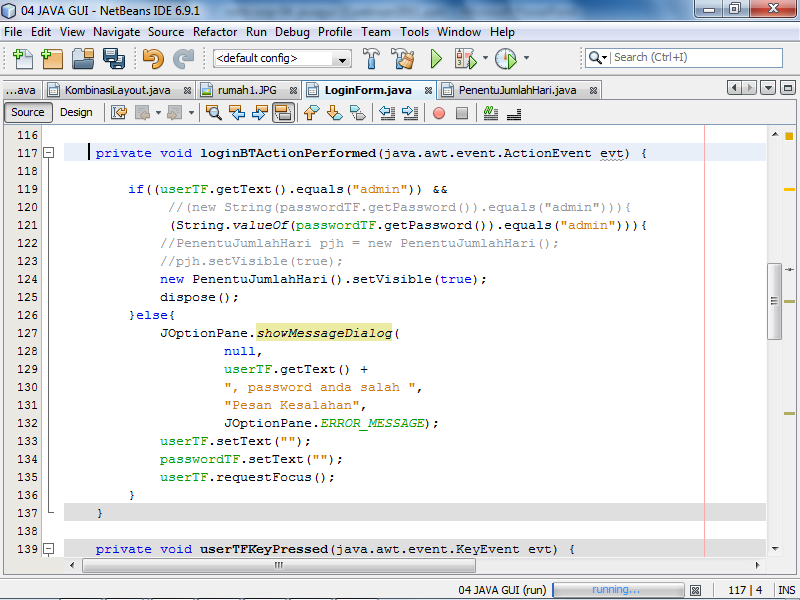 04 JAVA GUI - NetBeans IDE 6.9.1
File Edit View Navigate Source Refactor Run Debug Profile Team Tools Window Help
<default config> Search (Ctrl+I)
...ava KombinasiLayout.java rumah1.JPG LoginForm.java PenentuJumlahHari.java
Source Design
116
117 private void loginBTActionPerformed(java.awt.event.ActionEvent evt) {
118
119 if((userTF.getText().equals("admin")) &&
120 //(new String(passwordTF.getPassword()).equals("admin"))){
121 (String.valueOf(passwordTF.getPassword()).equals("admin"))){
122 //PenentuJumlahHari pjh = new PenentuJumlahHari();
123 //pjh.setVisible(true);
124 new PenentuJumlahHari().setVisible(true);
125 dispose();
126 }else{
127 JOptionPane.showMessageDialog(
128 null,
129 userTF.getText() +
130 ", password anda salah ",
131 "Pesan Kesalahan",
132 JOptionPane.ERROR_MESSAGE);
133 userTF.setText("");
134 passwordTF.setText("");
135 userTF.requestFocus();
136 }
137 }
138
139 private void userTFKeyPressed(java.awt.event.KeyEvent evt) {
04 JAVA GUI (run) running... 117 | 4 INS